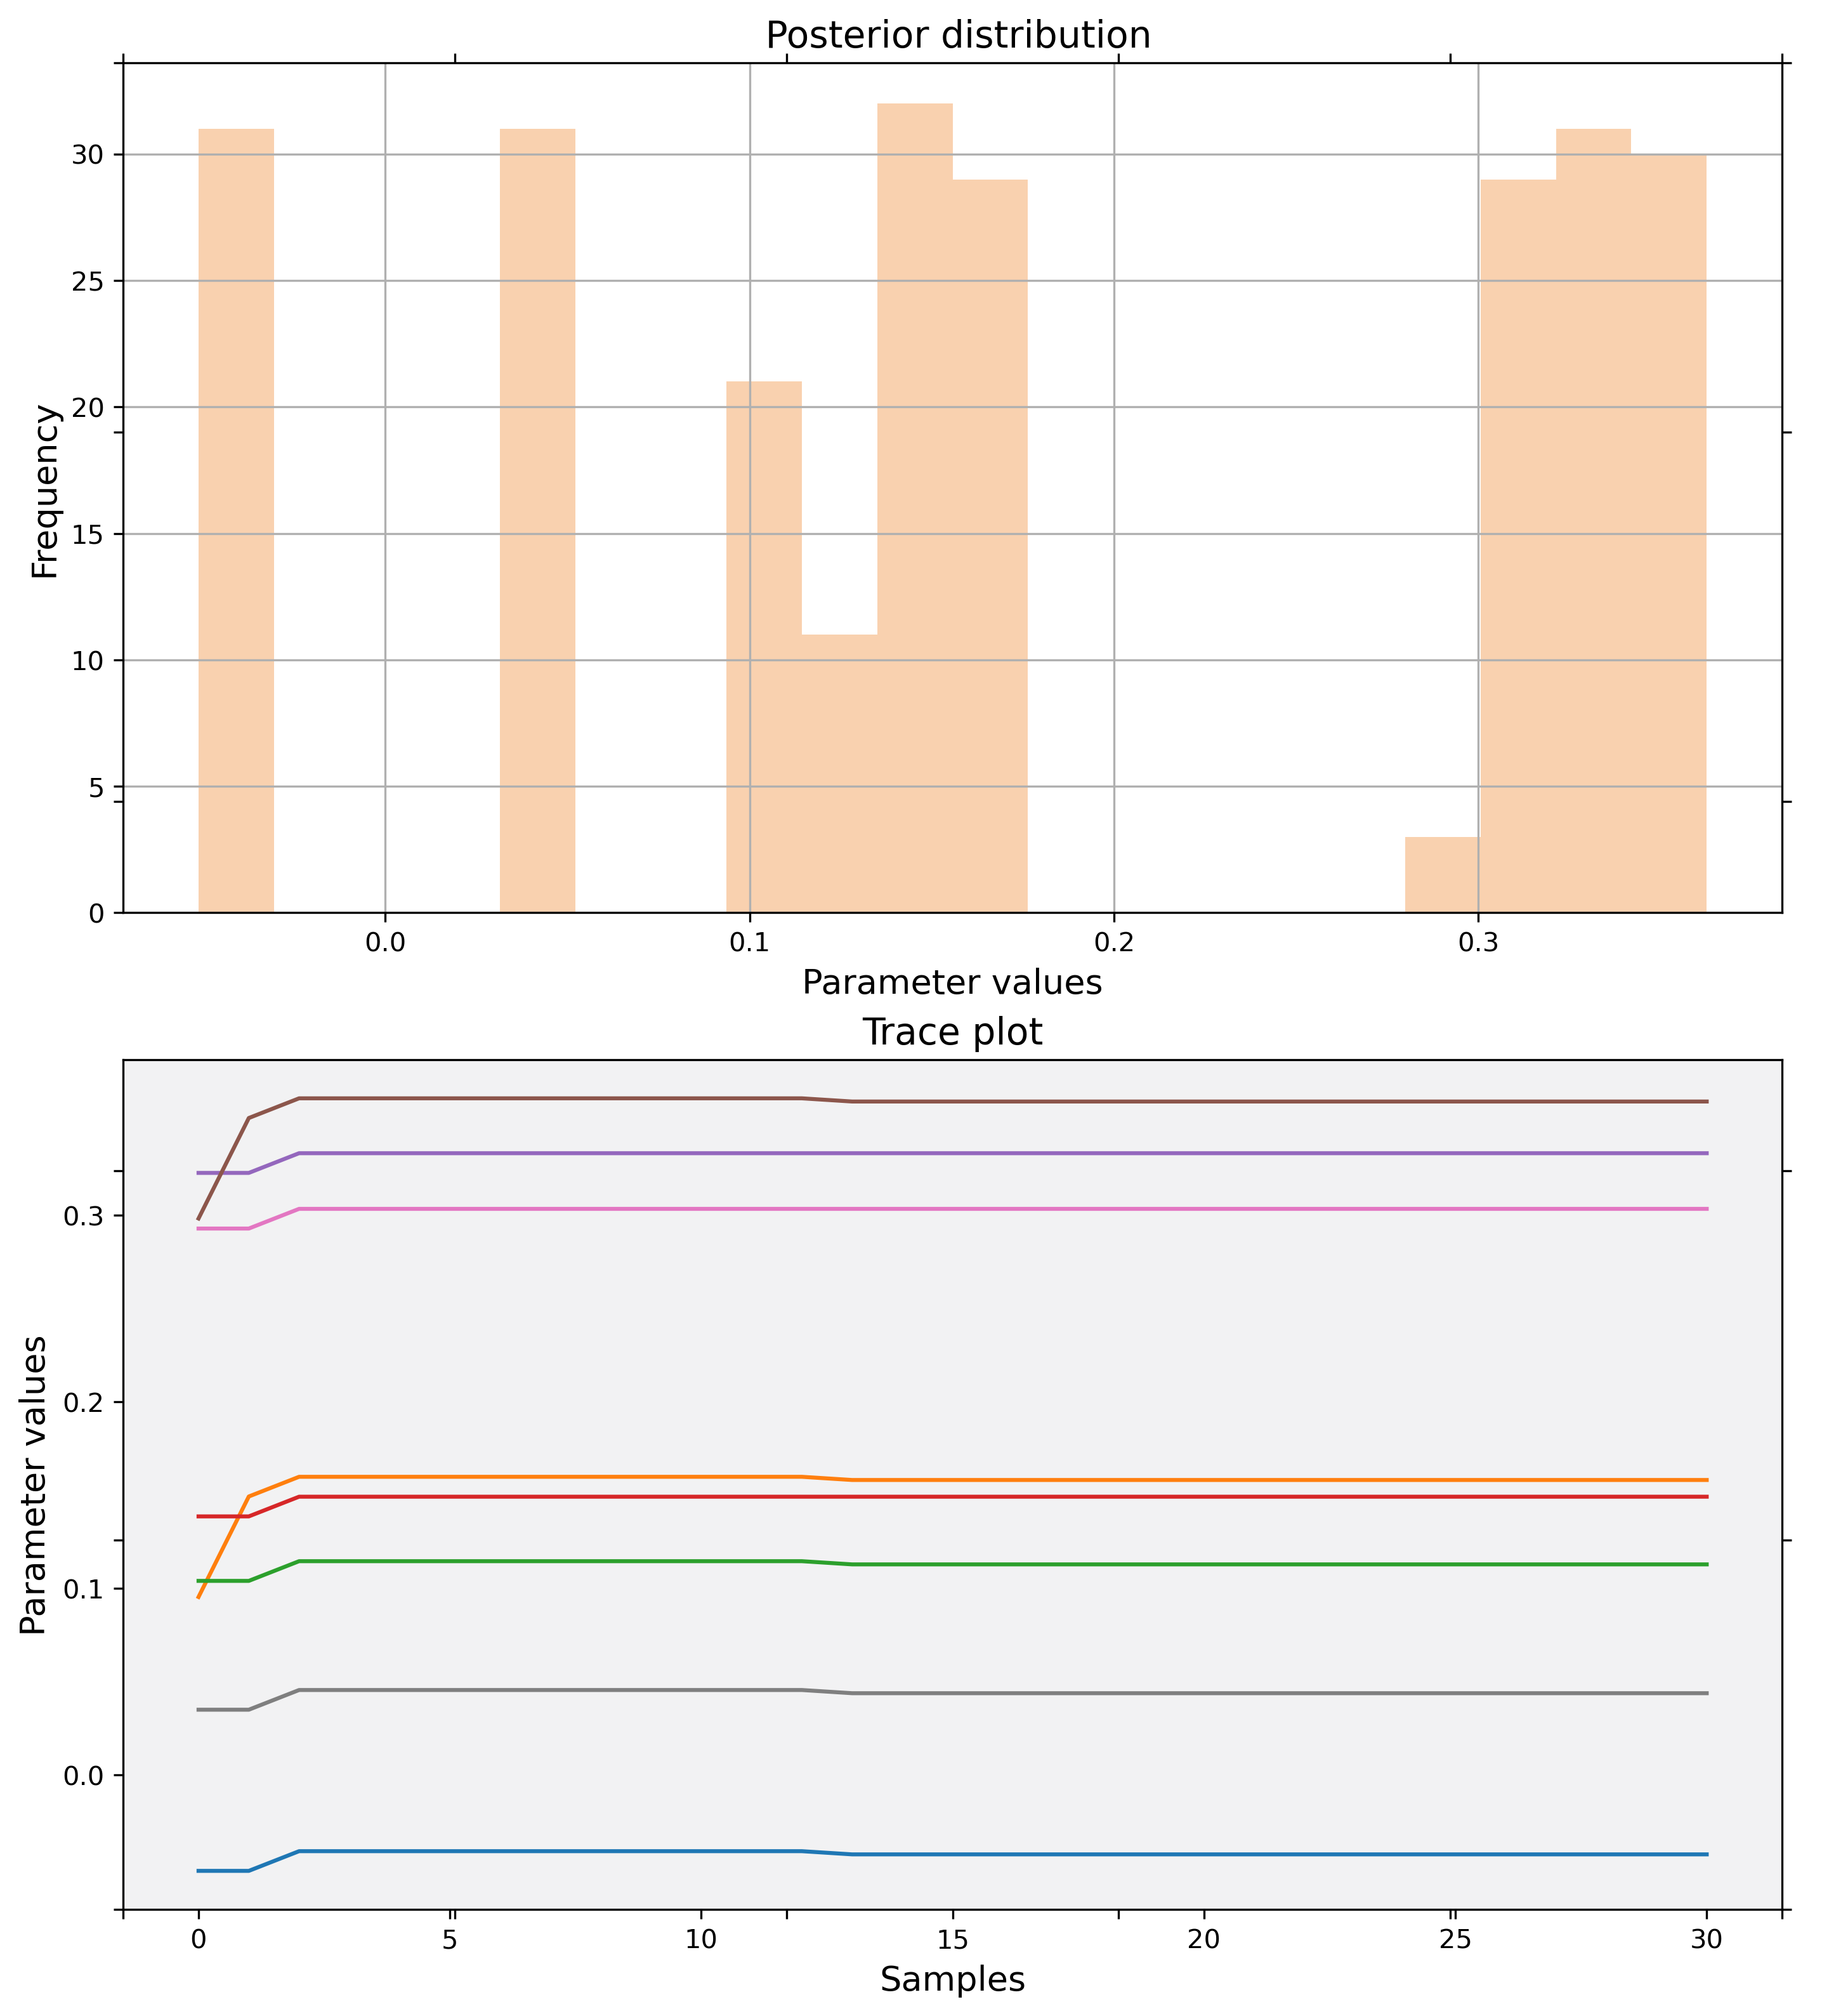 Posterior distribution
Frequency
30
25
20
15
10
5
0
0.0 0.1 0.2 0.3
Parameter values
Trace plot
Parameter values
0.3
0.2
0.1
0.0
0 5 10 15 20 25 30
Samples